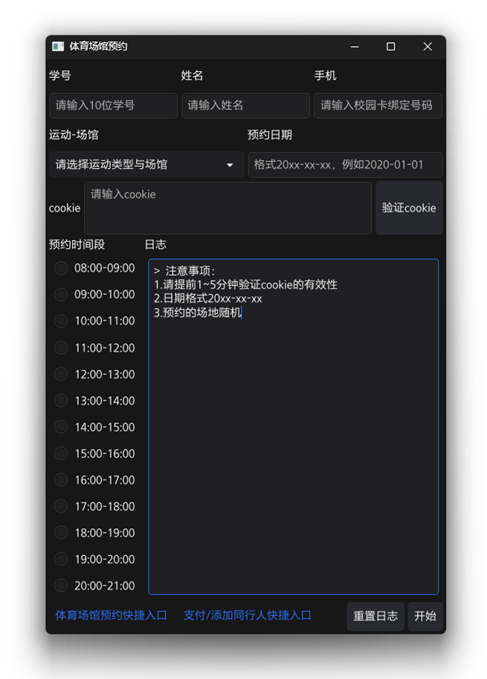 体育场馆预约
学号 姓名 手机
请输入10位学号 请输入姓名 请输入校园卡绑定号码
运动-场馆 预约日期
请选择运动类型与场馆 格式20xx-xx-xx，例如2020-01-01
cookie 请输入cookie 验证cookie
预约时间段 日志
08:00-09:00
09:00-10:00
10:00-11:00
11:00-12:00
12:00-13:00
13:00-14:00
14:00-15:00
15:00-16:00
16:00-17:00
17:00-18:00
18:00-19:00
19:00-20:00
20:00-21:00
> 注意事项：
1.请提前1~5分钟验证cookie的有效性
2.日期格式20xx-xx-xx
3.预约的场地随机
体育场馆预约快捷入口 支付/添加同行人快捷入口 重置日志 开始